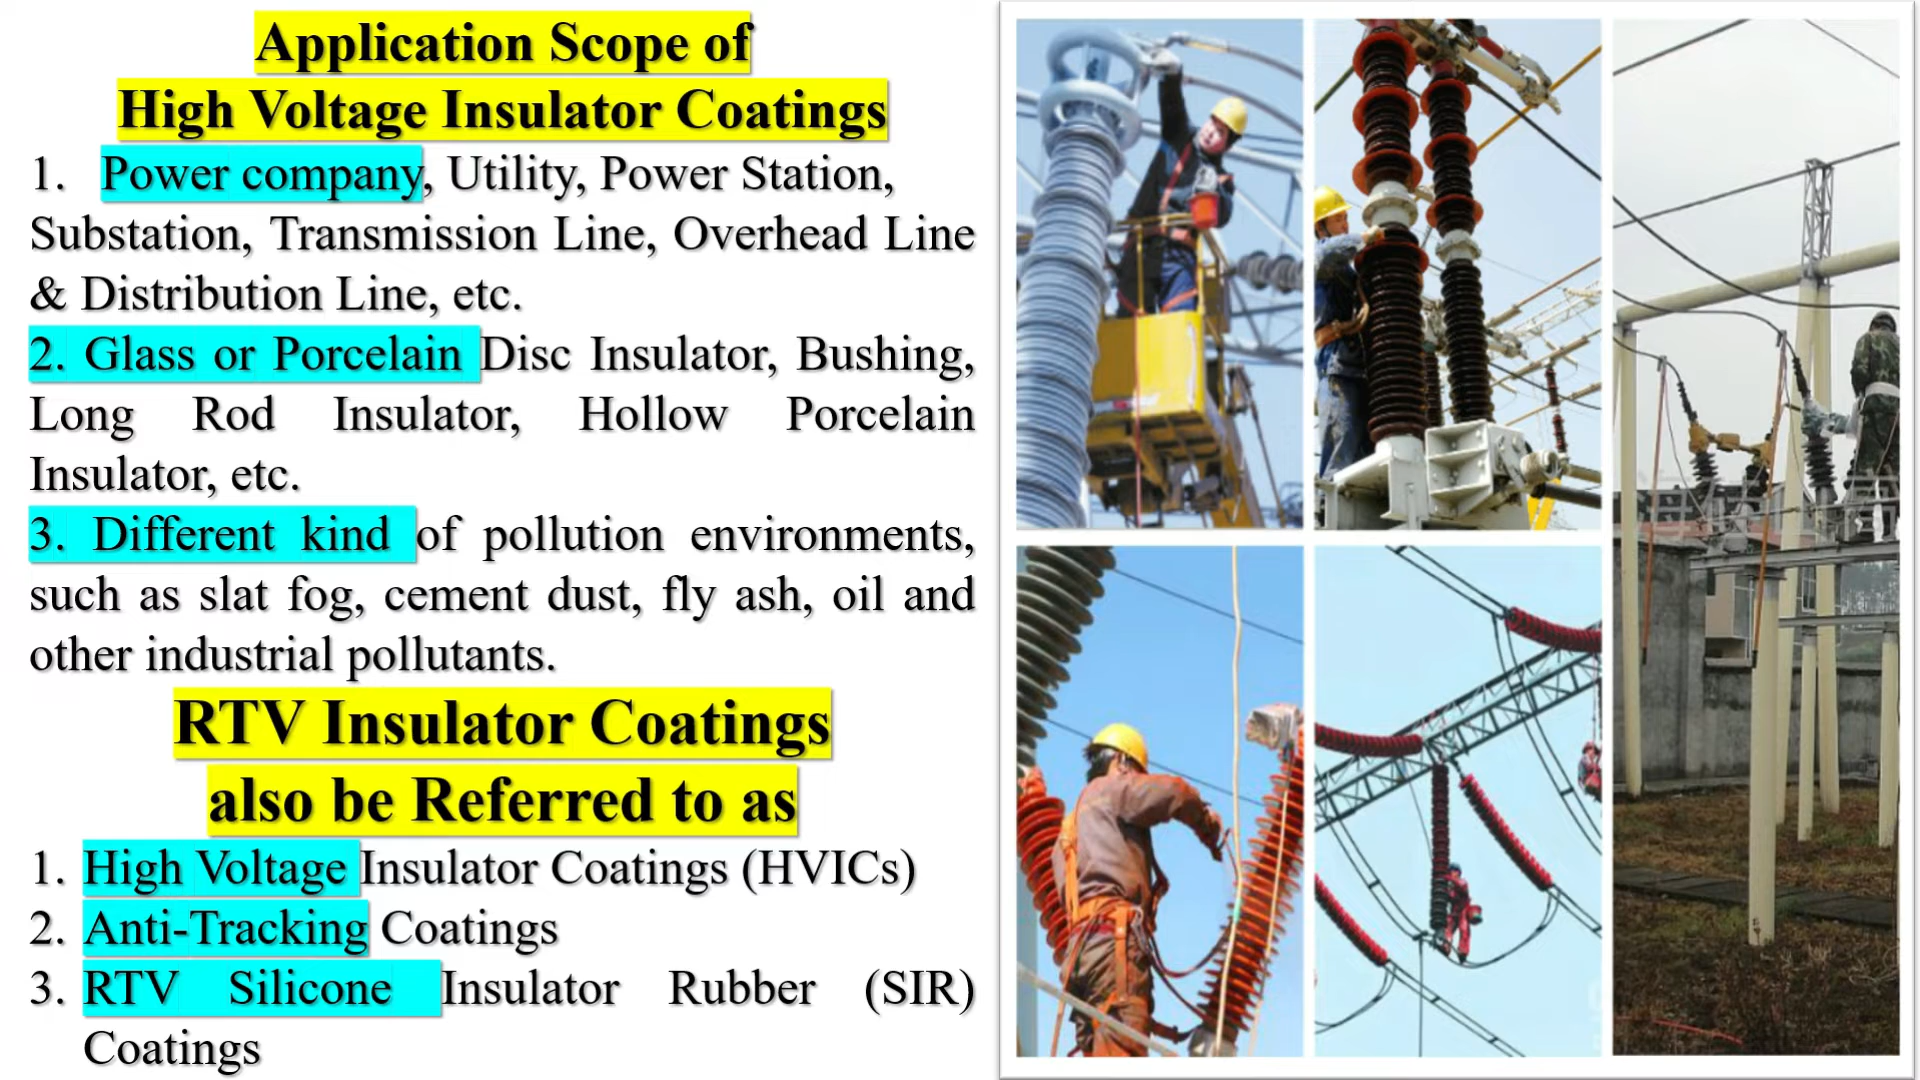 Application Scope of
High Voltage Insulator Coatings
1. Power company, Utility, Power Station,
Substation, Transmission Line, Overhead Line
& Distribution Line, etc.
2. Glass or Porcelain Disc Insulator, Bushing,
Long Rod Insulator, Hollow Porcelain
Insulator, etc.
3. Different kind of pollution environments,
such as slat fog, cement dust, fly ash, oil and
other industrial pollutants.
RTV Insulator Coatings
also be Referred to as
1. High Voltage Insulator Coatings (HVICs)
2. Anti-Tracking Coatings
3. RTV Silicone Insulator Rubber (SIR)
Coatings